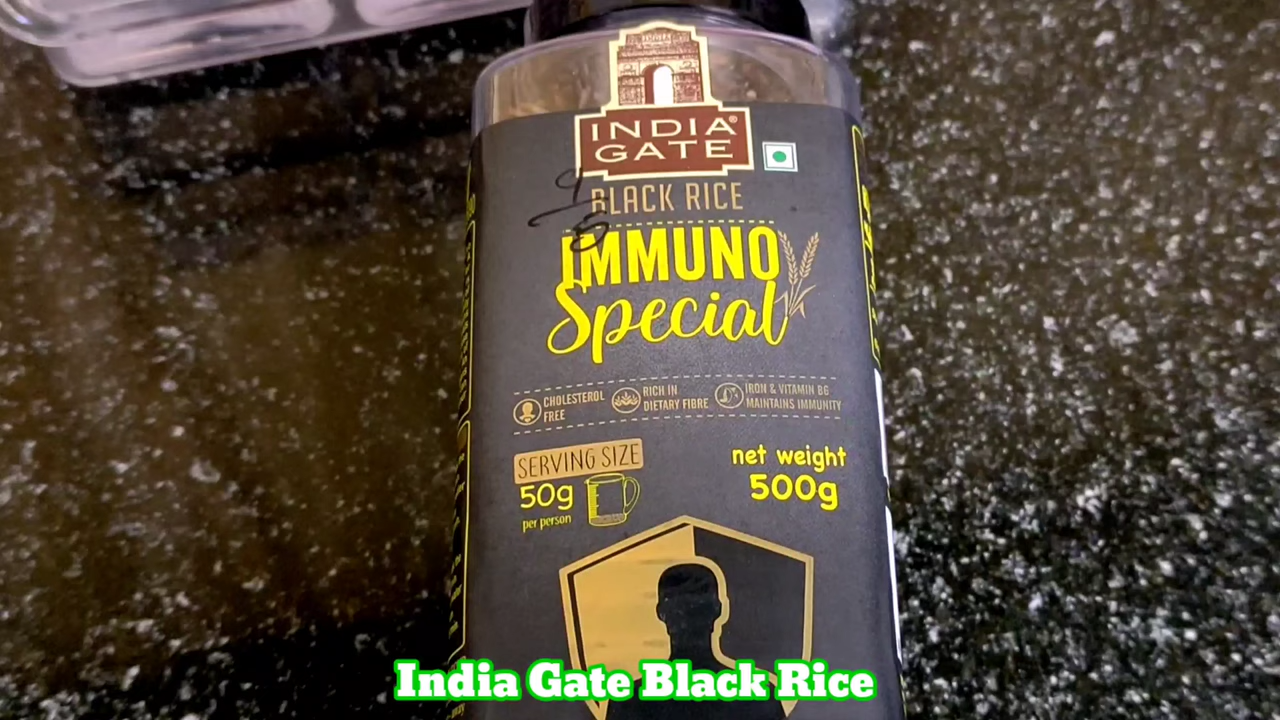 INDIA®
GATE
BLACK RICE
IMMUNO
Special
CHOLESTEROL
FREE
RICH IN
DIETARY FIBRE
IRON & VITAMIN B6
MAINTAINS IMMUNITY
SERVING SIZE
50g
per person
net weight
500g
India Gate Black Rice